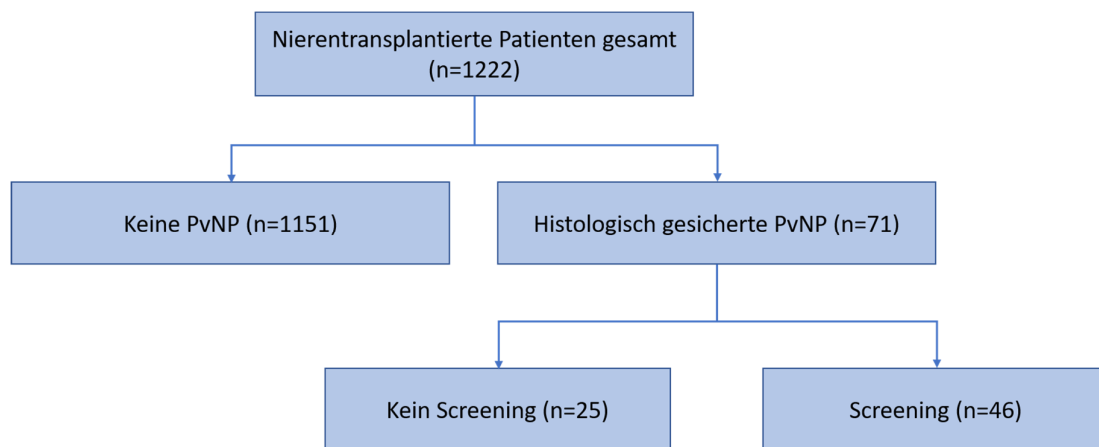 Nierentransplantierte Patienten gesamt
(n=1222)
Keine PvNP (n=1151)
Histologisch gesicherte PvNP (n=71)
Kein Screening (n=25)
Screening (n=46)